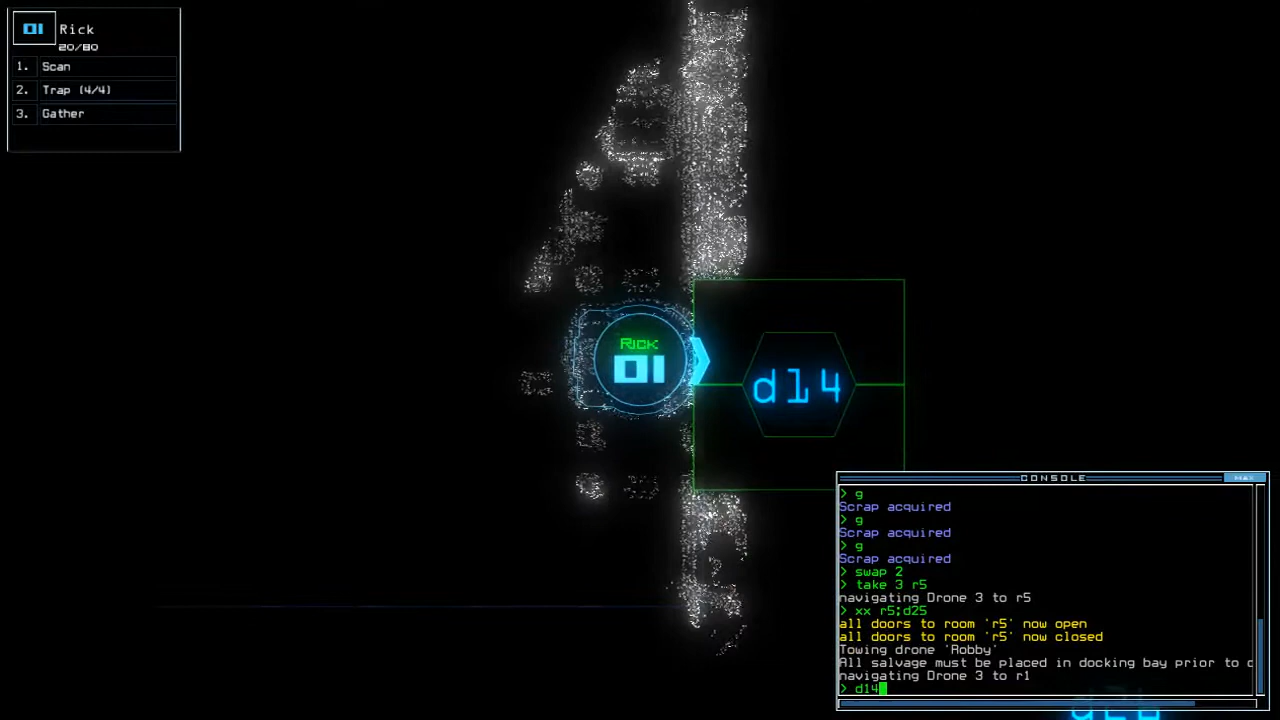 01 Rick
20/80
1. Scan
2. Trap (4/4)
3. Gather
Rick
01
d14
CONSOLE
MAX
> g
Scrap acquired
> g
Scrap acquired
> g
Scrap acquired
> swap 2
> take 3 r5
navigating Drone 3 to r5
> xx r5;d25
all doors to room 'r5' now open
all doors to room 'r5' now closed
Towing drone 'Robby'
All salvage must be placed in docking bay prior to
navigating Drone 3 to r1
> d14